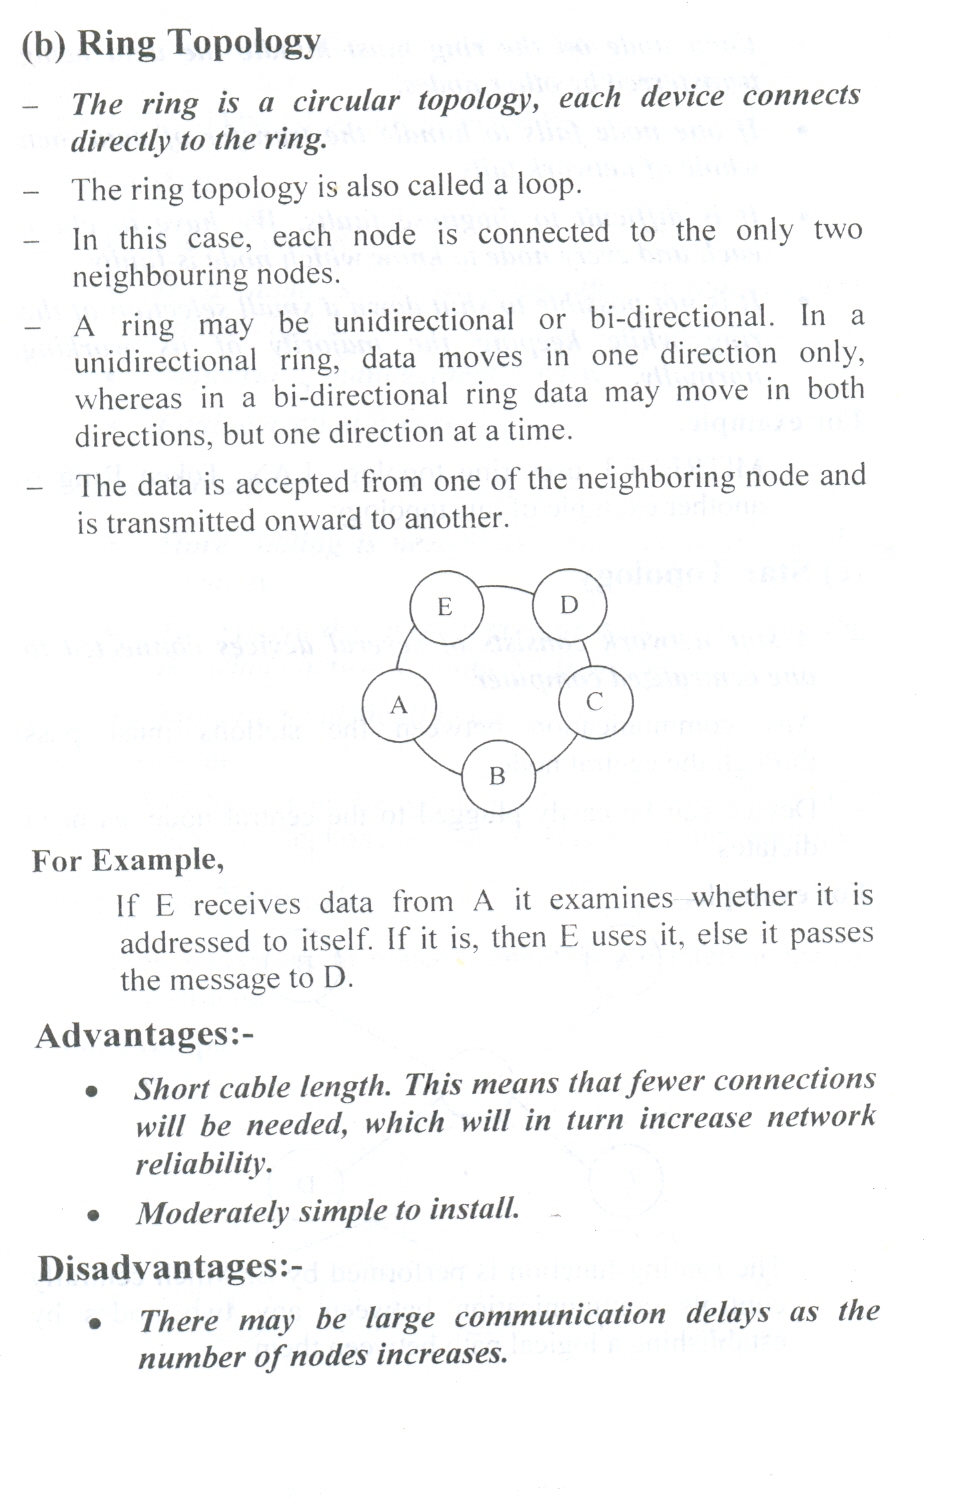 (b) Ring Topology
– The ring is a circular topology, each device connects
directly to the ring.
– The ring topology is also called a loop.
– In this case, each node is connected to the only two
neighbouring nodes.
– A ring may be unidirectional or bi-directional. In a
unidirectional ring, data moves in one direction only,
whereas in a bi-directional ring data may move in both
directions, but one direction at a time.
– The data is accepted from one of the neighboring node and
is transmitted onward to another.
E D
A C
B
For Example,
If E receives data from A it examines whether it is
addressed to itself. If it is, then E uses it, else it passes
the message to D.
Advantages:-
• Short cable length. This means that fewer connections
will be needed, which will in turn increase network
reliability.
• Moderately simple to install.
Disadvantages:-
• There may be large communication delays as the
number of nodes increases.